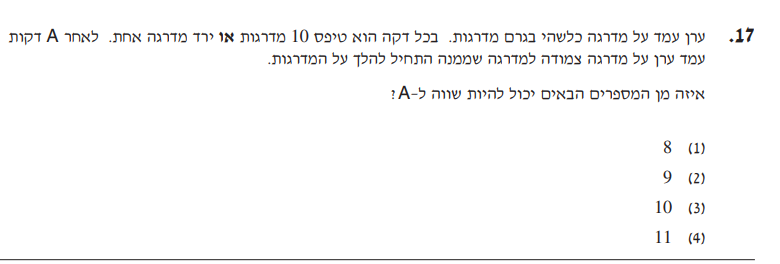 17. ערן עמד על מדרגה כלשהי בגרם מדרגות. בכל דקה הוא טיפס 10 מדרגות או ירד מדרגה אחת. לאחר A דקות
עמד ערן על מדרגה צמודה למדרגה שממנה התחיל להלך על המדרגות.
איזה מן המספרים הבאים יכול להיות שווה ל-A?
(1) 8
(2) 9
(3) 10
(4) 11